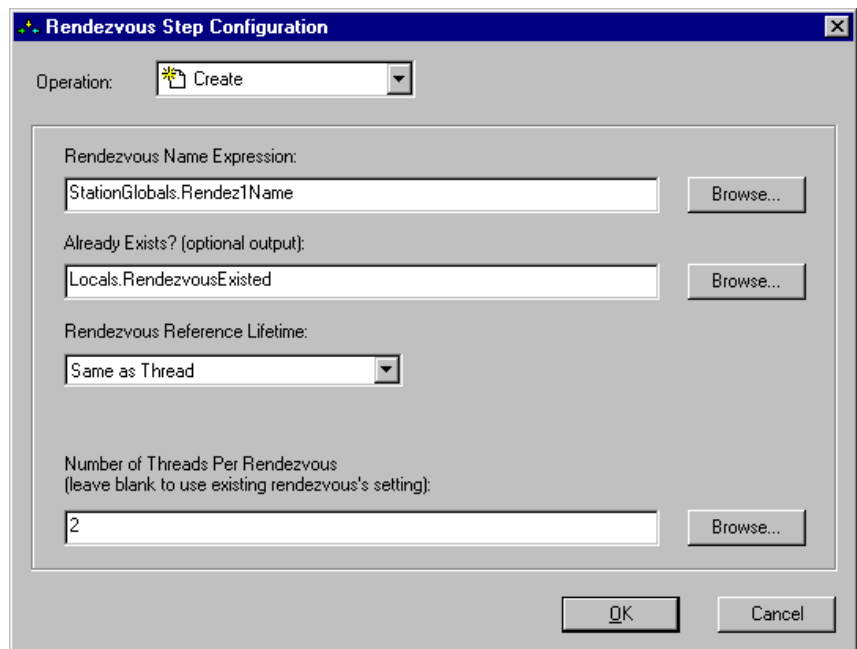 Rendezvous Step Configuration
Operation:
Create
Rendezvous Name Expression:
StationGlobals.Rendez1Name
Browse...
Already Exists? (optional output):
Locals.RendezvousExisted
Browse...
Rendezvous Reference Lifetime:
Same as Thread
Number of Threads Per Rendezvous
(leave blank to use existing rendezvous's setting):
2
Browse...
OK
Cancel